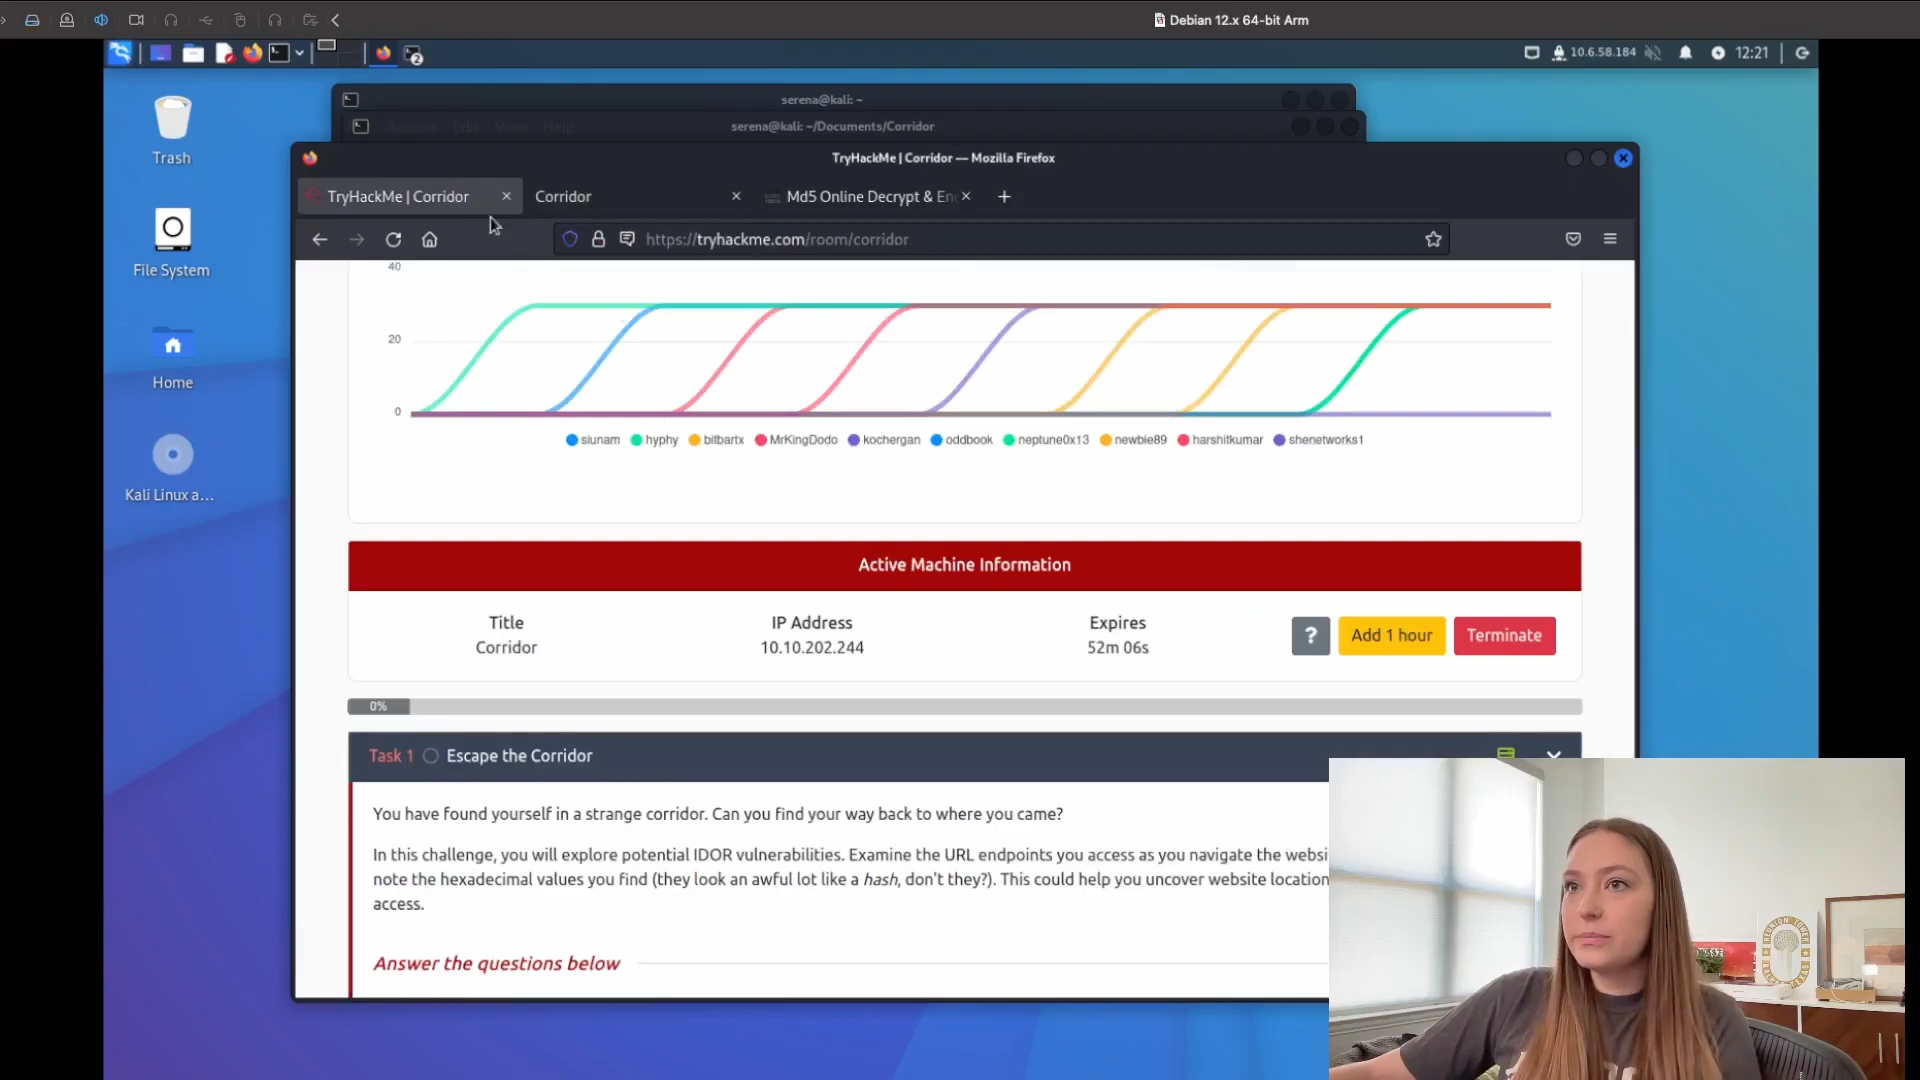 Debian 12.x 64-bit Arm
2
10.6.58.184
12:21
serena@kali: ~
serena@kali: ~/Documents/Corridor
TryHackMe | Corridor — Mozilla Firefox
TryHackMe | Corridor
Corridor
Md5 Online Decrypt & En
https://tryhackme.com/room/corridor
Trash
File System
Home
Kali Linux a...
40
20
0
siunam hyphy bitbartx MrKingDodo kochergan oddbook neptune0x13 newbie89 harshitkumar shenetworks1
Active Machine Information
Title
Corridor
IP Address
10.10.202.244
Expires
52m 06s
?
Add 1 hour
Terminate
0%
Task 1 Escape the Corridor
You have found yourself in a strange corridor. Can you find your way back to where you came?
In this challenge, you will explore potential IDOR vulnerabilities. Examine the URL endpoints you access as you navigate the websi
note the hexadecimal values you find (they look an awful lot like a hash, don't they?). This could help you uncover website location
access.
Answer the questions below
REUNION TOWER